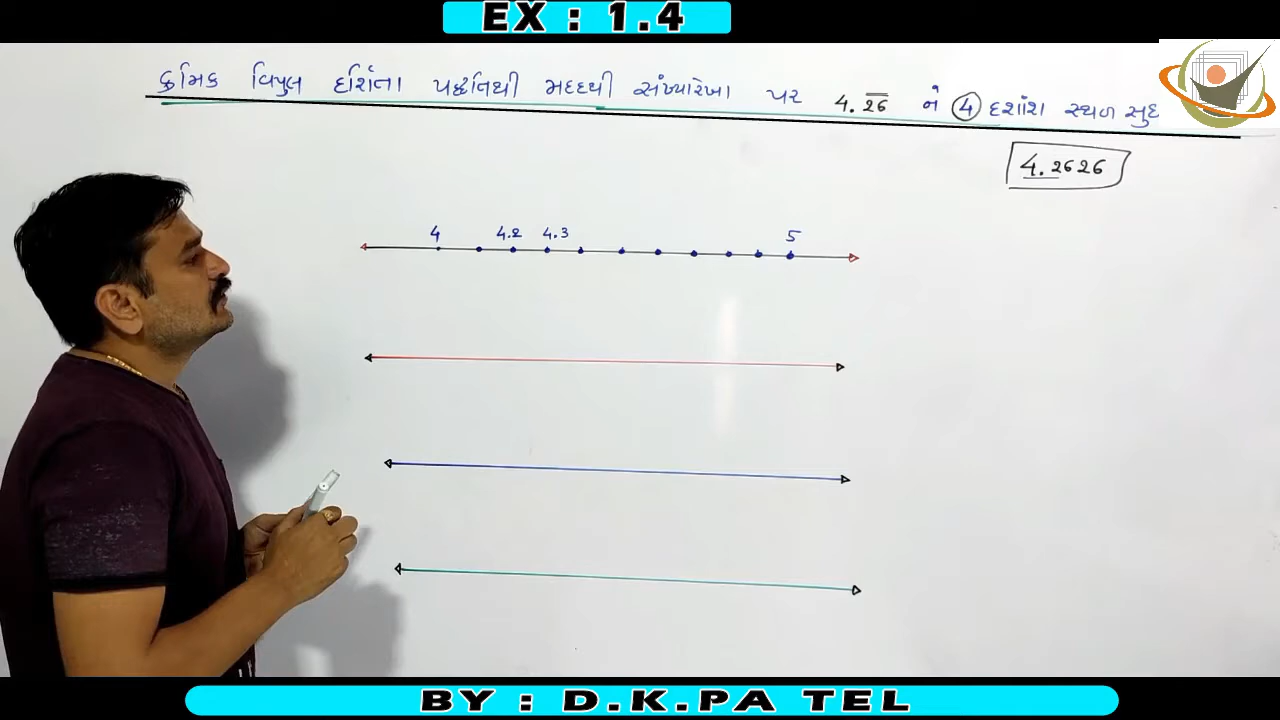 EX : 1.4
ક્રમિક વિપુલ દર્શિતા પદ્ધતિથી મદદથી સંખ્યારેખા પર 4.2̅6̅ ને 4 દશાંશ સ્થળ સુધ
4.2626
4 4.2 4.3 5
BY : D.K.PA TEL